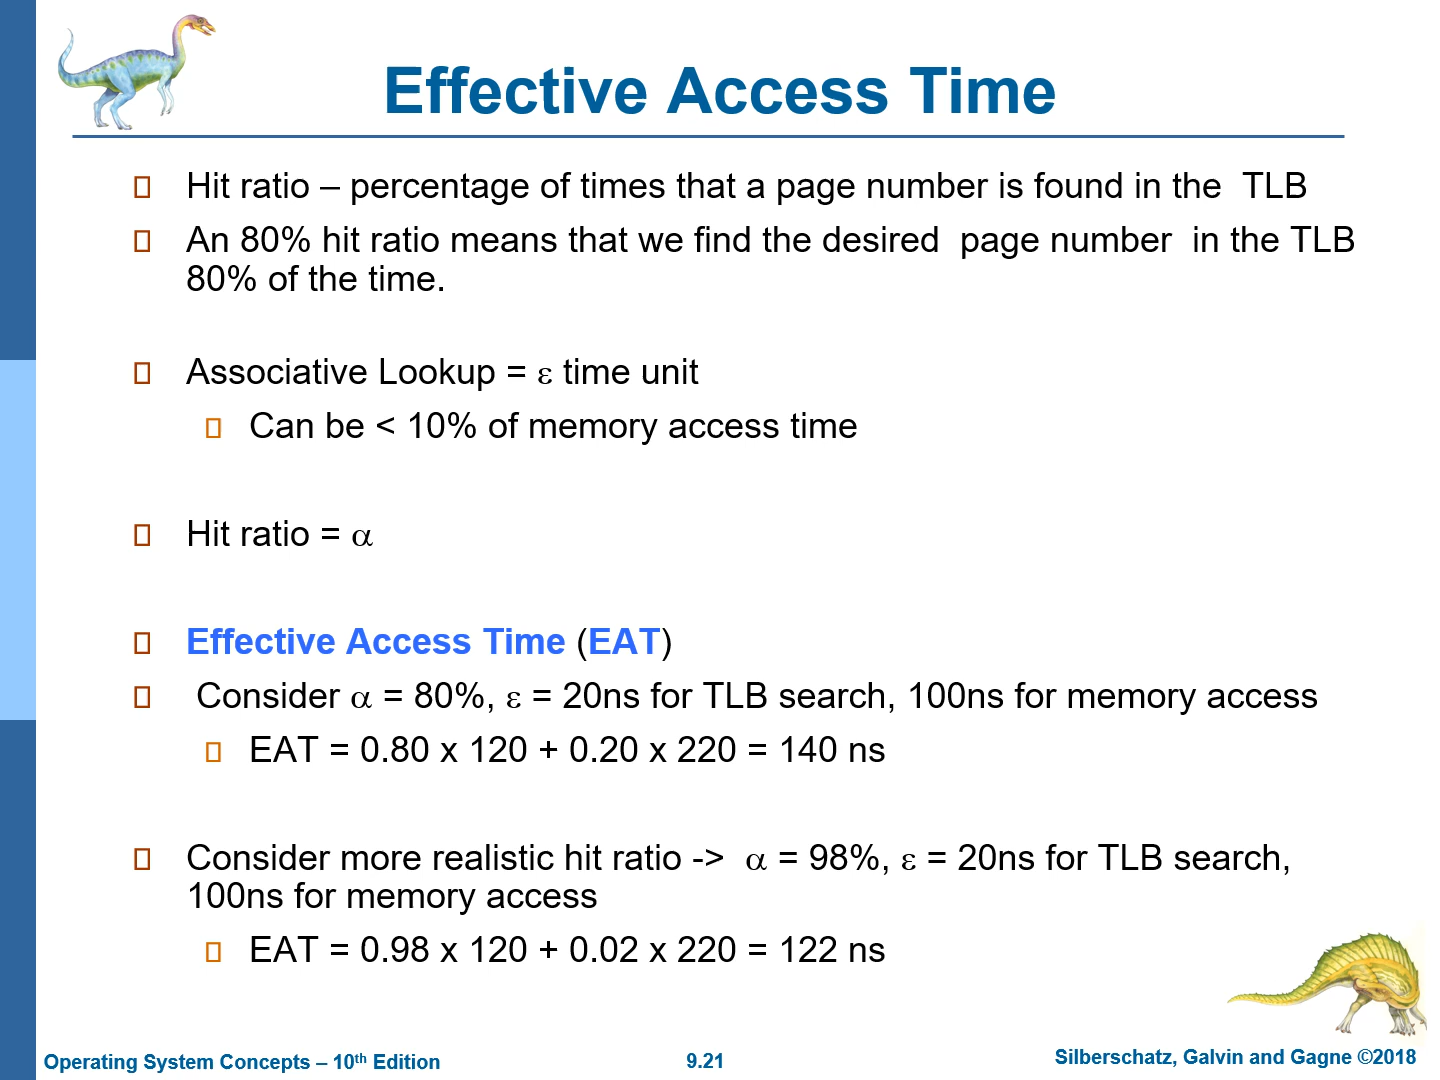 Effective Access Time
Hit ratio – percentage of times that a page number is found in the  TLB
An 80% hit ratio means that we find the desired  page number  in the TLB
80% of the time.
Associative Lookup = ε time unit
Can be < 10% of memory access time
Hit ratio = α
Effective Access Time (EAT)
Consider α = 80%, ε = 20ns for TLB search, 100ns for memory access
EAT = 0.80 x 120 + 0.20 x 220 = 140 ns
Consider more realistic hit ratio ->  α = 98%, ε = 20ns for TLB search,
100ns for memory access
EAT = 0.98 x 120 + 0.02 x 220 = 122 ns
Operating System Concepts – 10th Edition
9.21
Silberschatz, Galvin and Gagne ©2018